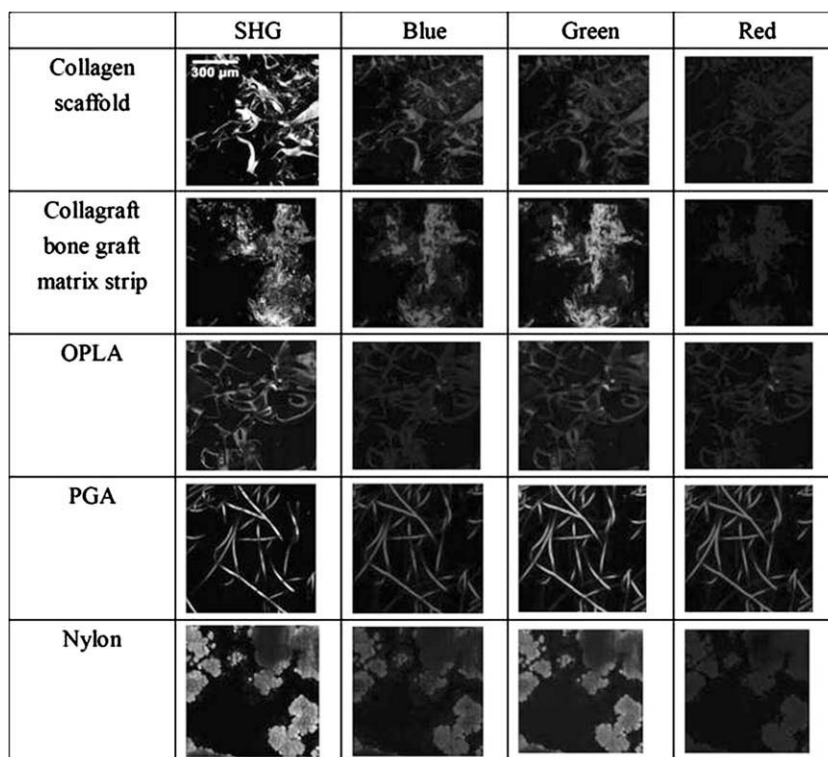 SHG Blue Green Red
Collagen
scaffold
300 μm
Collagraft
bone graft
matrix strip
OPLA
PGA
Nylon